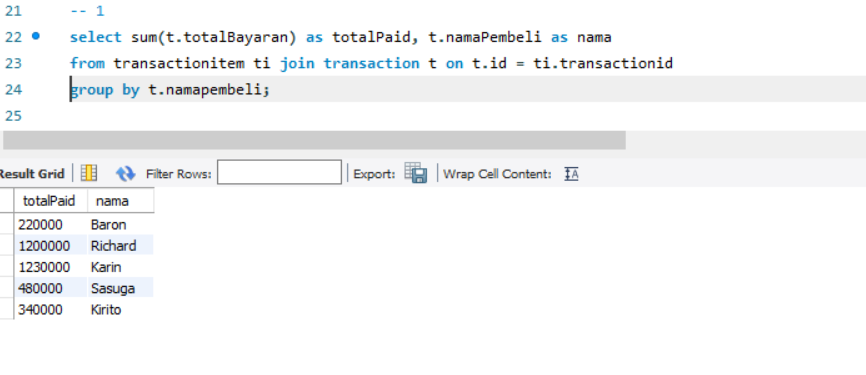 21 -- 1
22 select sum(t.totalBayaran) as totalPaid, t.namaPembeli as nama
23 from transactionitem ti join transaction t on t.id = ti.transactionid
24 group by t.namapembeli;
25
Result Grid Filter Rows: Export: Wrap Cell Content: IA
totalPaid nama
220000 Baron
1200000 Richard
1230000 Karin
480000 Sasuga
340000 Kirito